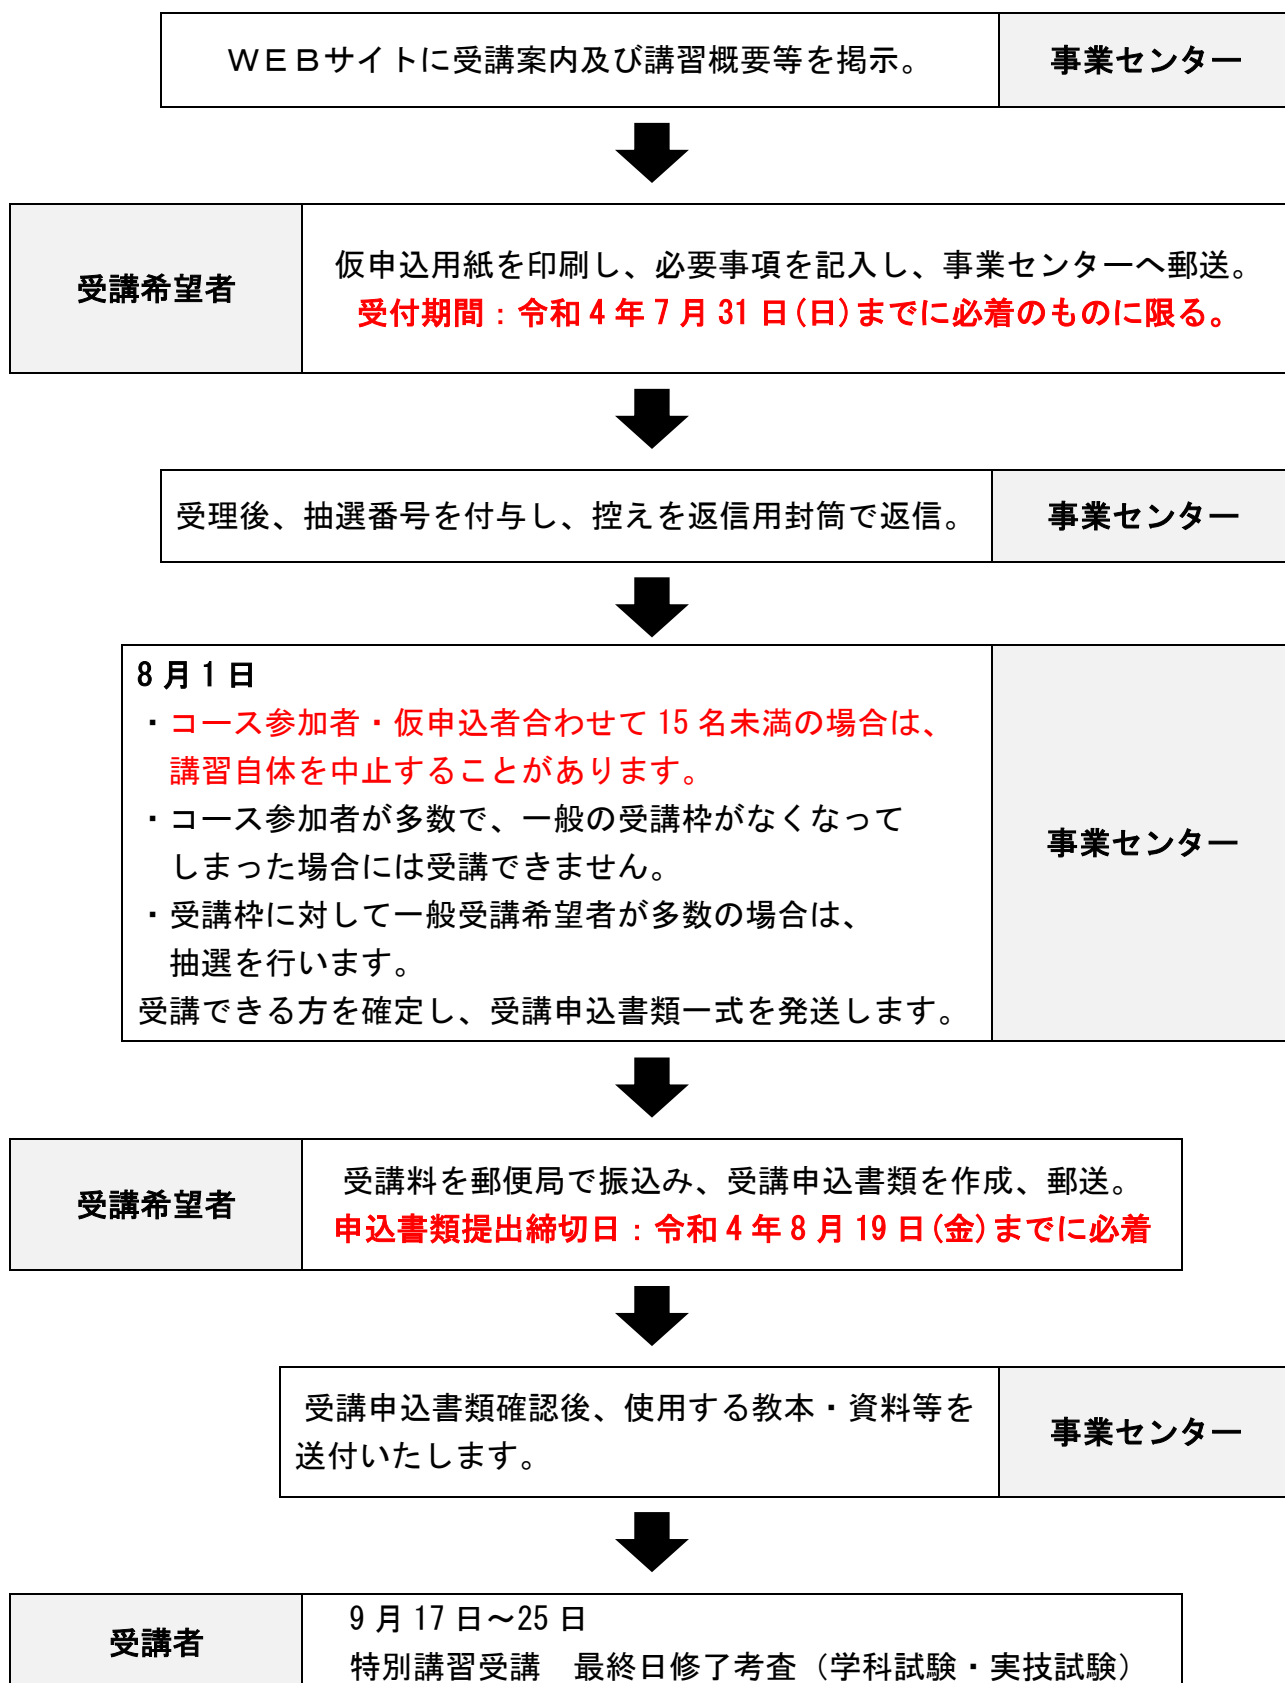 ＷＥＢサイトに受講案内及び講習概要等を掲示。
事業センター
受講希望者
仮申込用紙を印刷し、必要事項を記入し、事業センターへ郵送。
受付期間：令和４年７月31日(日)までに必着のものに限る。
受理後、抽選番号を付与し、控えを返信用封筒で返信。
事業センター
８月１日
・コース参加者・仮申込者合わせて15名未満の場合は、
講習自体を中止することがあります。
・コース参加者が多数で、一般の受講枠がなくなって
しまった場合には受講できません。
・受講枠に対して一般受講希望者が多数の場合は、
抽選を行います。
受講できる方を確定し、受講申込書類一式を発送します。
事業センター
受講希望者
受講料を郵便局で振込み、受講申込書類を作成、郵送。
申込書類提出締切日：令和４年８月19日(金)までに必着
受講申込書類確認後、使用する教本・資料等を
送付いたします。
事業センター
受講者
９月17日～25日
特別講習受講　最終日修了考査（学科試験・実技試験）